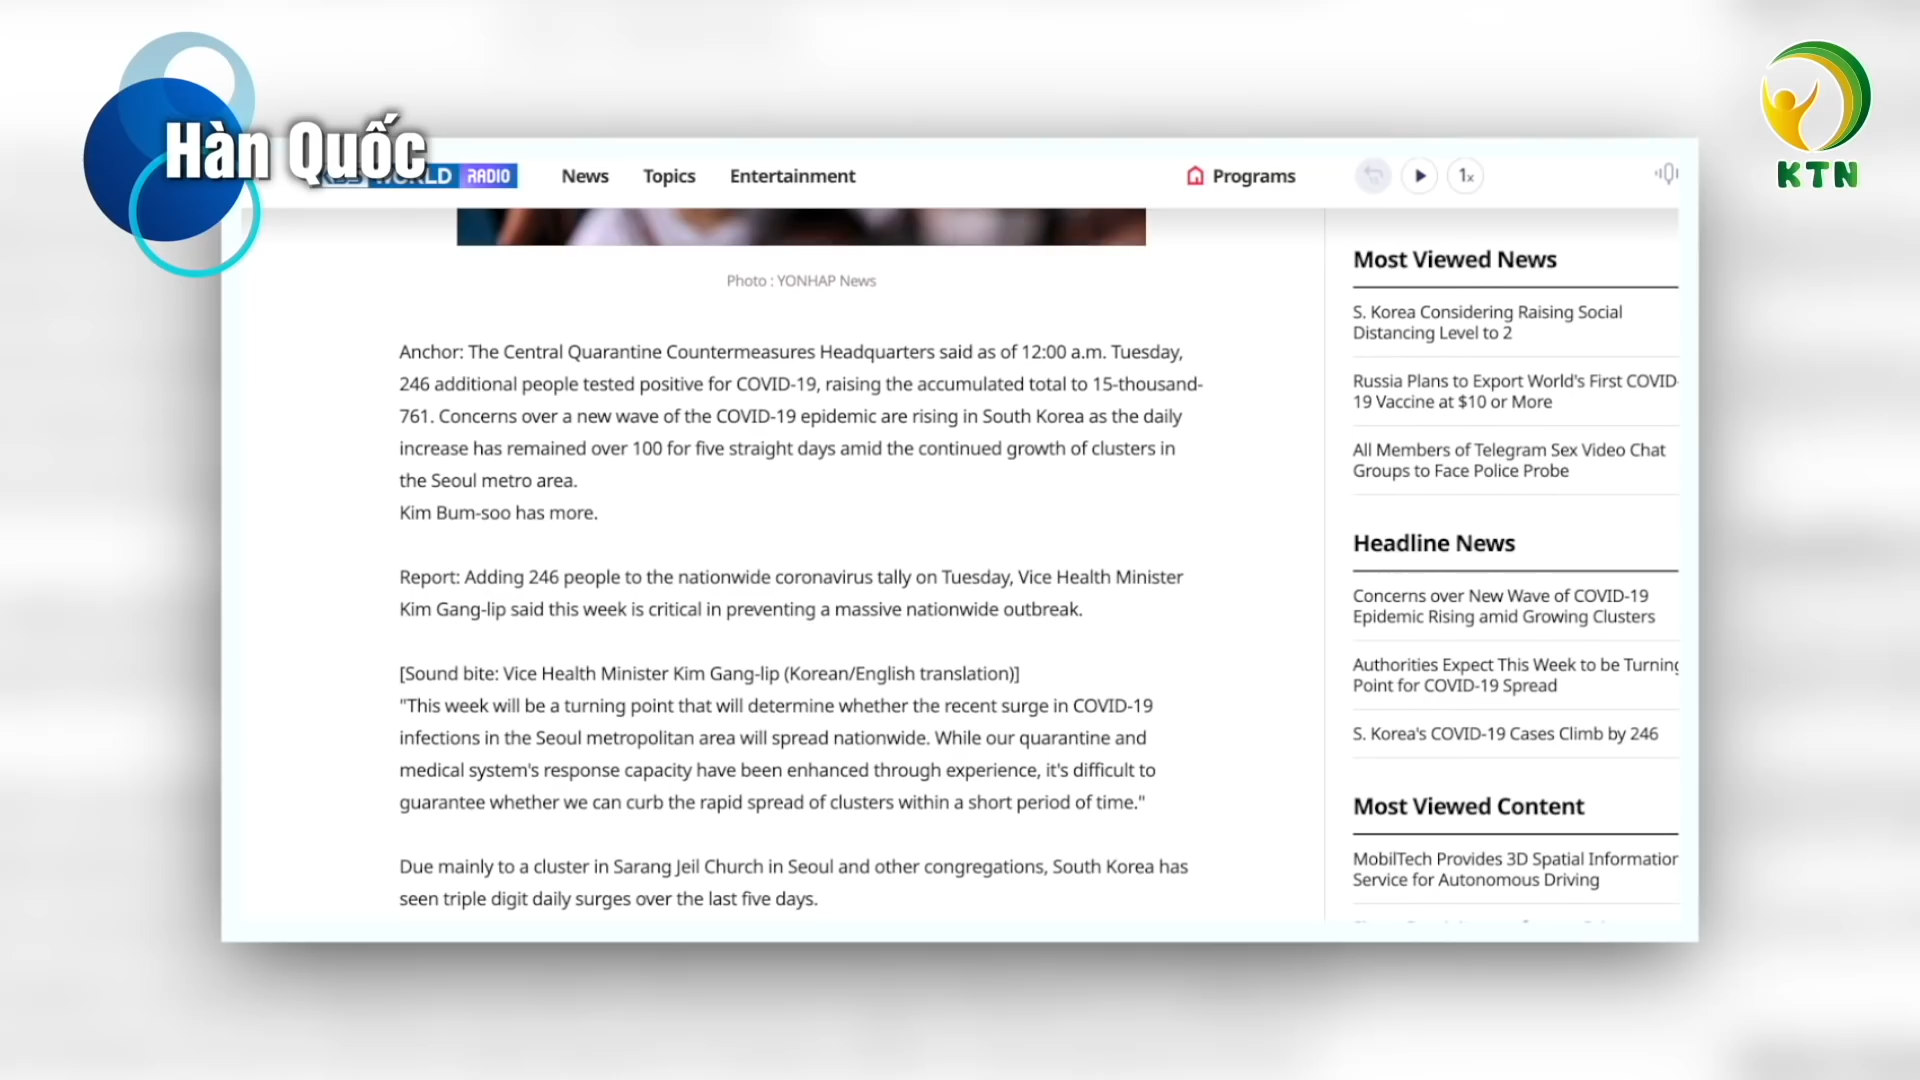 Hàn Quốc
KTN
WORLD RADIO
News
Topics
Entertainment
Programs
1x
Photo : YONHAP News
Anchor: The Central Quarantine Countermeasures Headquarters said as of 12:00 a.m. Tuesday,
246 additional people tested positive for COVID-19, raising the accumulated total to 15-thousand-
761. Concerns over a new wave of the COVID-19 epidemic are rising in South Korea as the daily
increase has remained over 100 for five straight days amid the continued growth of clusters in
the Seoul metro area.
Kim Bum-soo has more.
Report: Adding 246 people to the nationwide coronavirus tally on Tuesday, Vice Health Minister
Kim Gang-lip said this week is critical in preventing a massive nationwide outbreak.
[Sound bite: Vice Health Minister Kim Gang-lip (Korean/English translation)]
"This week will be a turning point that will determine whether the recent surge in COVID-19
infections in the Seoul metropolitan area will spread nationwide. While our quarantine and
medical system's response capacity have been enhanced through experience, it's difficult to
guarantee whether we can curb the rapid spread of clusters within a short period of time."
Due mainly to a cluster in Sarang Jeil Church in Seoul and other congregations, South Korea has
seen triple digit daily surges over the last five days.
Most Viewed News
S. Korea Considering Raising Social
Distancing Level to 2
Russia Plans to Export World's First COVID-
19 Vaccine at $10 or More
All Members of Telegram Sex Video Chat
Groups to Face Police Probe
Headline News
Concerns over New Wave of COVID-19
Epidemic Rising amid Growing Clusters
Authorities Expect This Week to be Turning
Point for COVID-19 Spread
S. Korea's COVID-19 Cases Climb by 246
Most Viewed Content
MobilTech Provides 3D Spatial Information
Service for Autonomous Driving